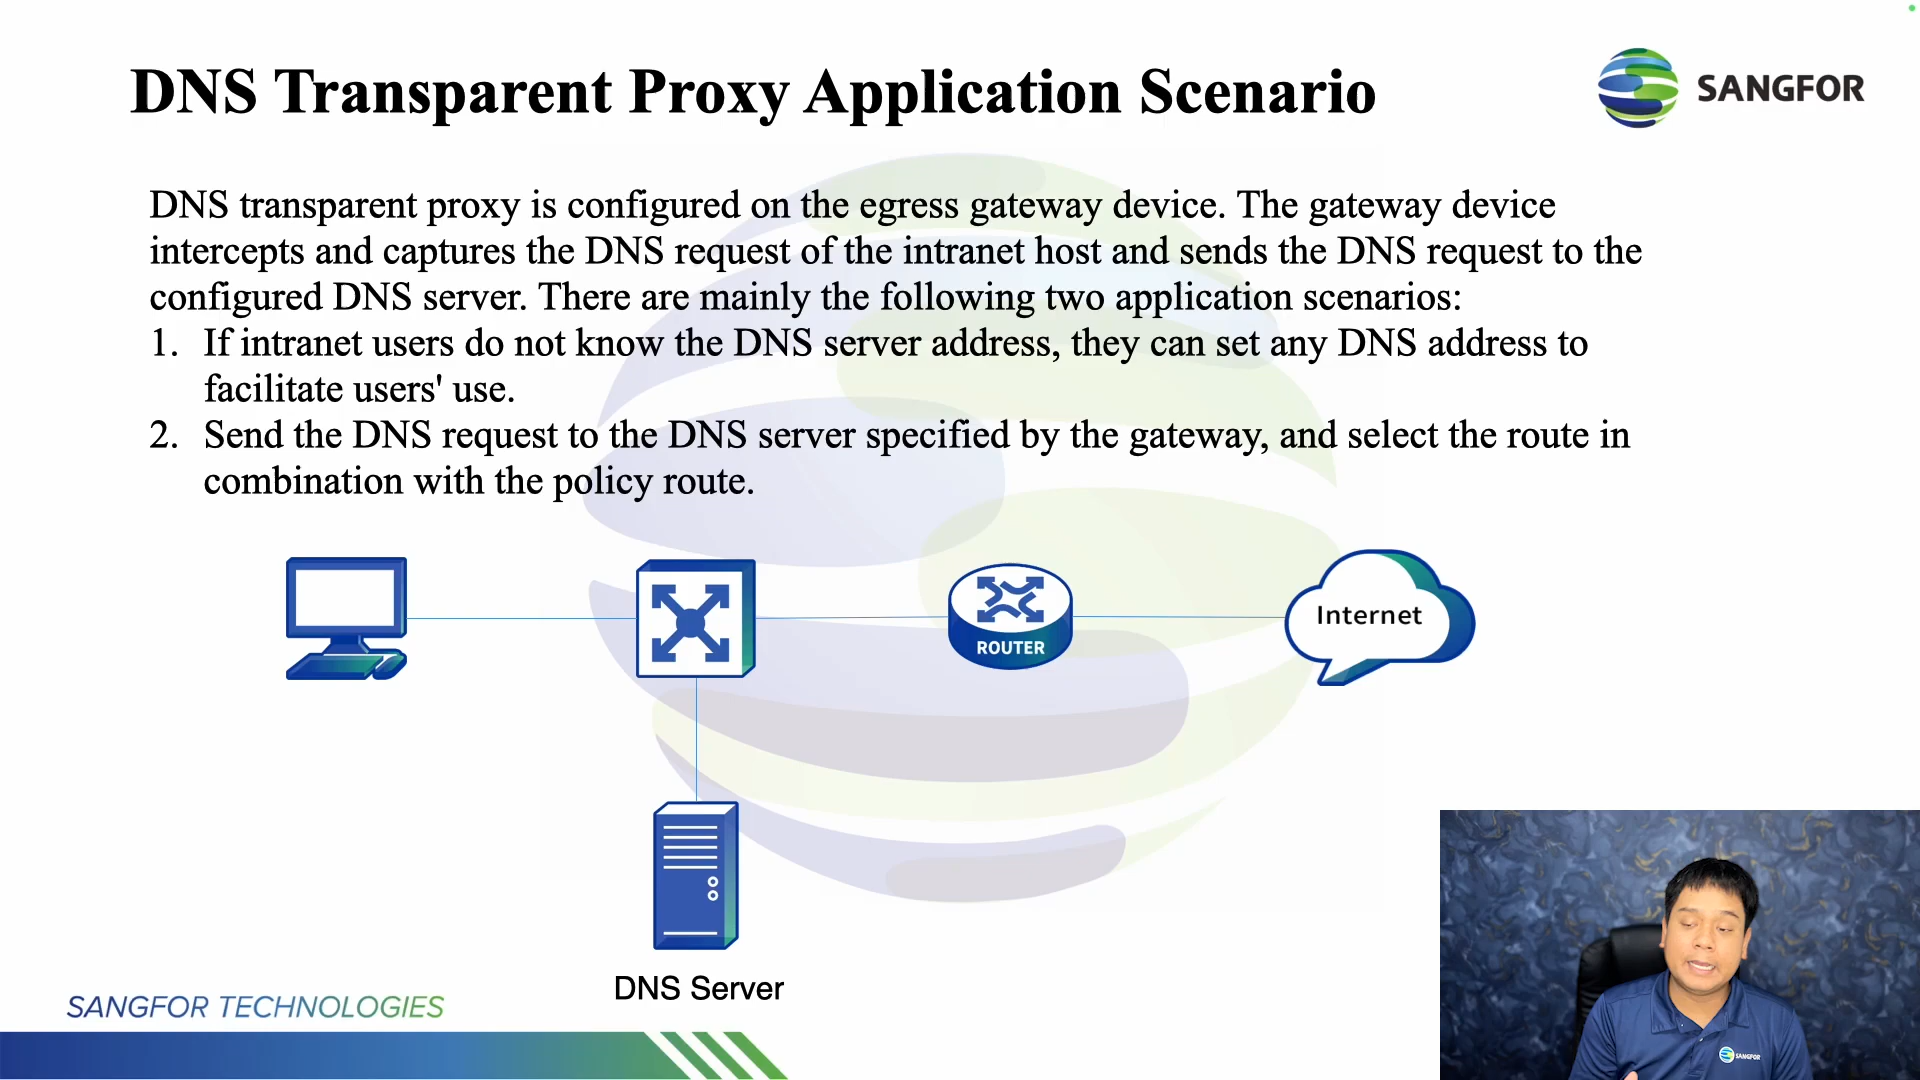 DNS Transparent Proxy Application Scenario
SANGFOR
DNS transparent proxy is configured on the egress gateway device. The gateway device
intercepts and captures the DNS request of the intranet host and sends the DNS request to the
configured DNS server. There are mainly the following two application scenarios:
1. If intranet users do not know the DNS server address, they can set any DNS address to
facilitate users' use.
2. Send the DNS request to the DNS server specified by the gateway, and select the route in
combination with the policy route.
Internet
ROUTER
DNS Server
SANGFOR TECHNOLOGIES
SANGFOR